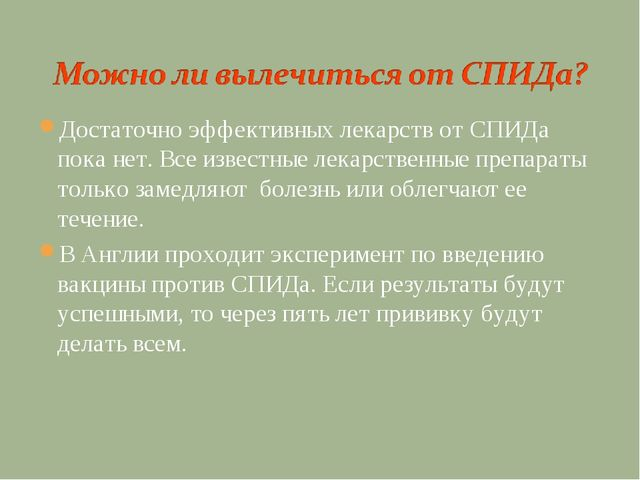 Можно ли вылечиться от СПИДа?
Достаточно эффективных лекарств от СПИДа
пока нет. Все известные лекарственные препараты
только замедляют болезнь или облегчают ее
течение.
В Англии проходит эксперимент по введению
вакцины против СПИДа. Если результаты будут
успешными, то через пять лет прививку будут
делать всем.